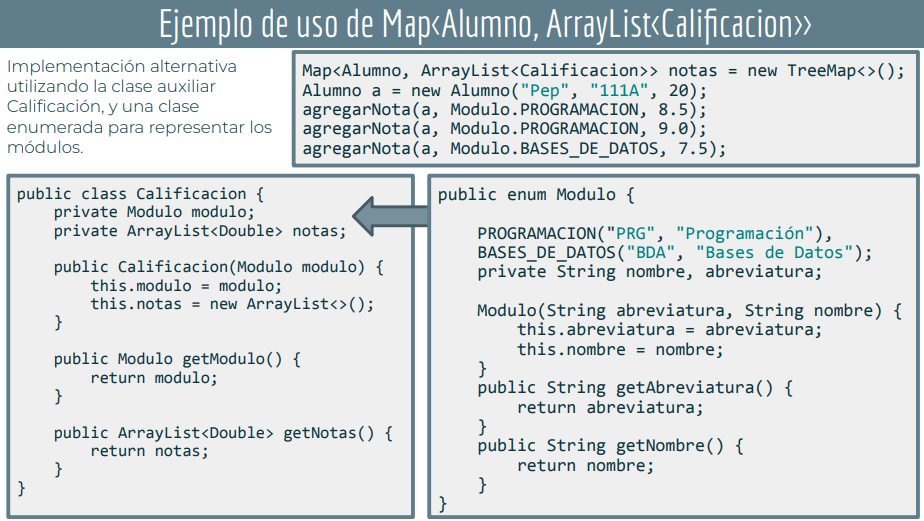 Ejemplo de uso de Map<Alumno, ArrayList<Calificacion>>
Implementación alternativa
utilizando la clase auxiliar
Calificación, y una clase
enumerada para representar los
módulos.
Map<Alumno, ArrayList<Calificacion>> notas = new TreeMap<>();
Alumno a = new Alumno("Pep", "111A", 20);
agregarNota(a, Modulo.PROGRAMACION, 8.5);
agregarNota(a, Modulo.PROGRAMACION, 9.0);
agregarNota(a, Modulo.BASES_DE_DATOS, 7.5);
public class Calificacion {
    private Modulo modulo;
    private ArrayList<Double> notas;
    public Calificacion(Modulo modulo) {
        this.modulo = modulo;
        this.notas = new ArrayList<>();
    }
    public Modulo getModulo() {
        return modulo;
    }
    public ArrayList<Double> getNotas() {
        return notas;
    }
}
public enum Modulo {
    PROGRAMACION("PRG", "Programación"),
    BASES_DE_DATOS("BDA", "Bases de Datos");
    private String nombre, abreviatura;
    Modulo(String abreviatura, String nombre) {
        this.abreviatura = abreviatura;
        this.nombre = nombre;
    }
    public String getAbreviatura() {
        return abreviatura;
    }
    public String getNombre() {
        return nombre;
    }
}